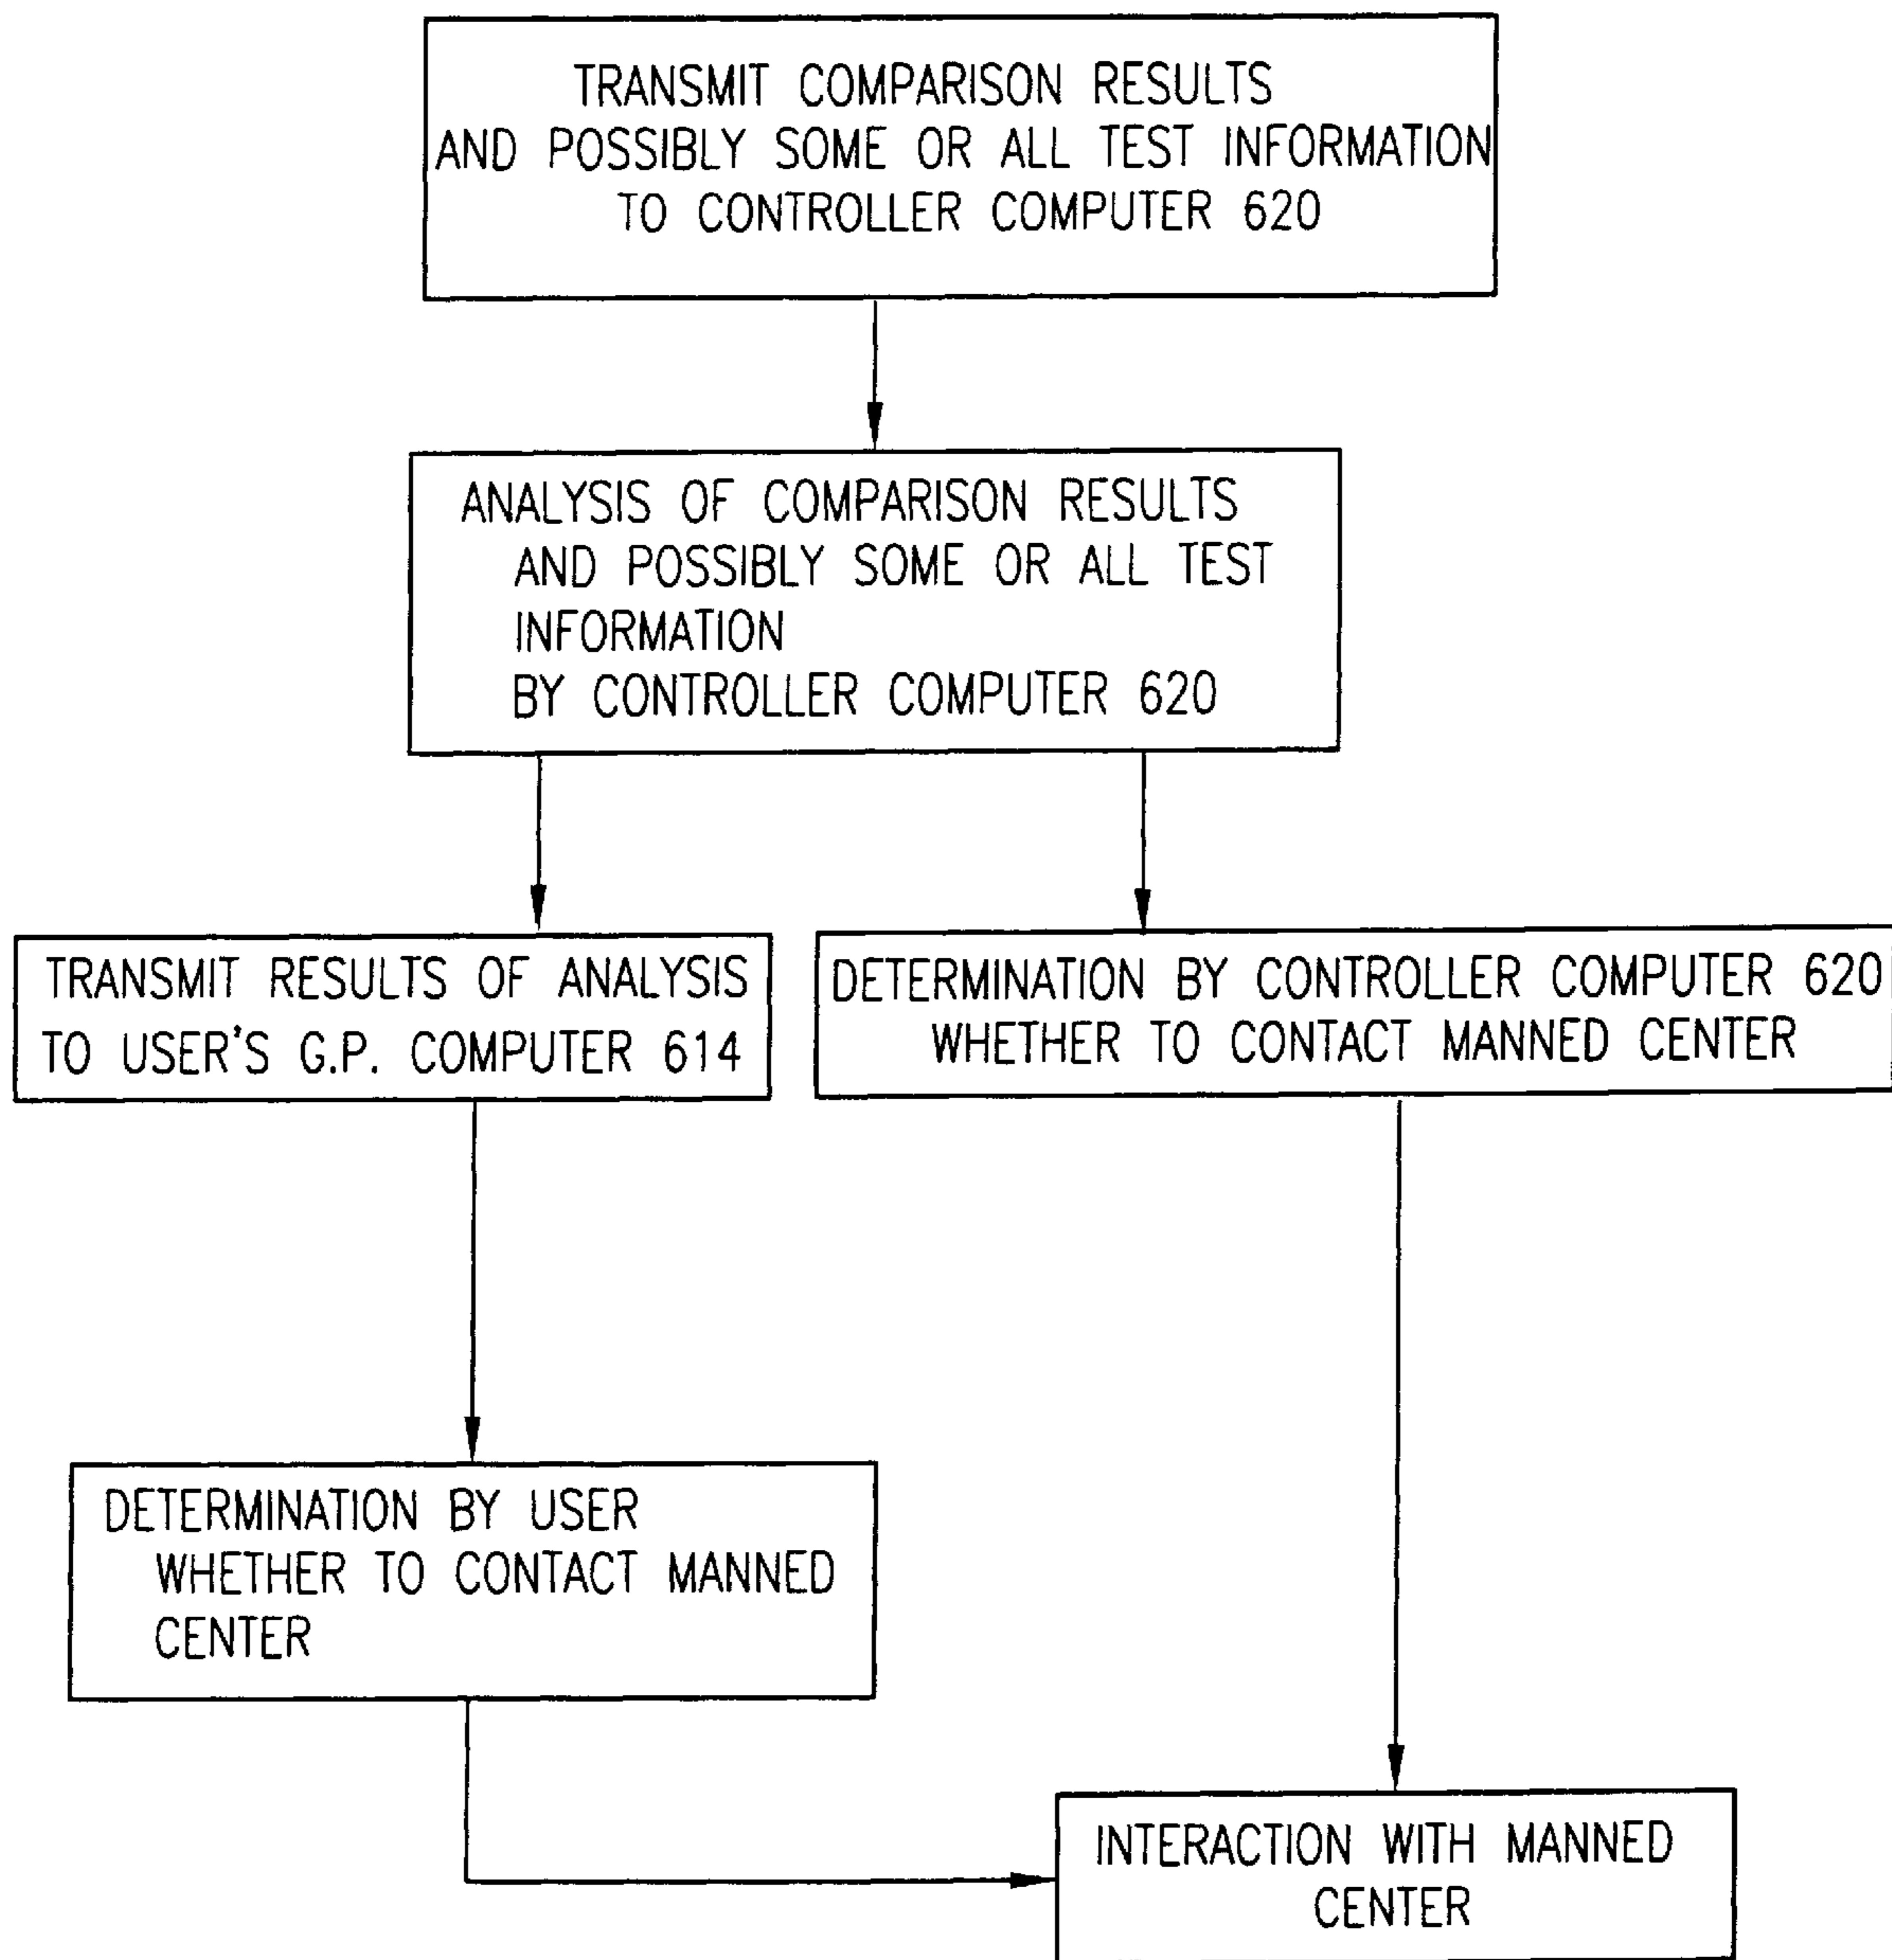 TRANSMIT COMPARISON RESULTS
AND POSSIBLY SOME OR ALL TEST INFORMATION
TO CONTROLLER COMPUTER 620
ANALYSIS OF COMPARISON RESULTS
AND POSSIBLY SOME OR ALL TEST
INFORMATION
BY CONTROLLER COMPUTER 620
TRANSMIT RESULTS OF ANALYSIS
TO USER'S G.P. COMPUTER 614
DETERMINATION BY CONTROLLER COMPUTER 620
WHETHER TO CONTACT MANNED CENTER
DETERMINATION BY USER
WHETHER TO CONTACT MANNED
CENTER
INTERACTION WITH MANNED
CENTER